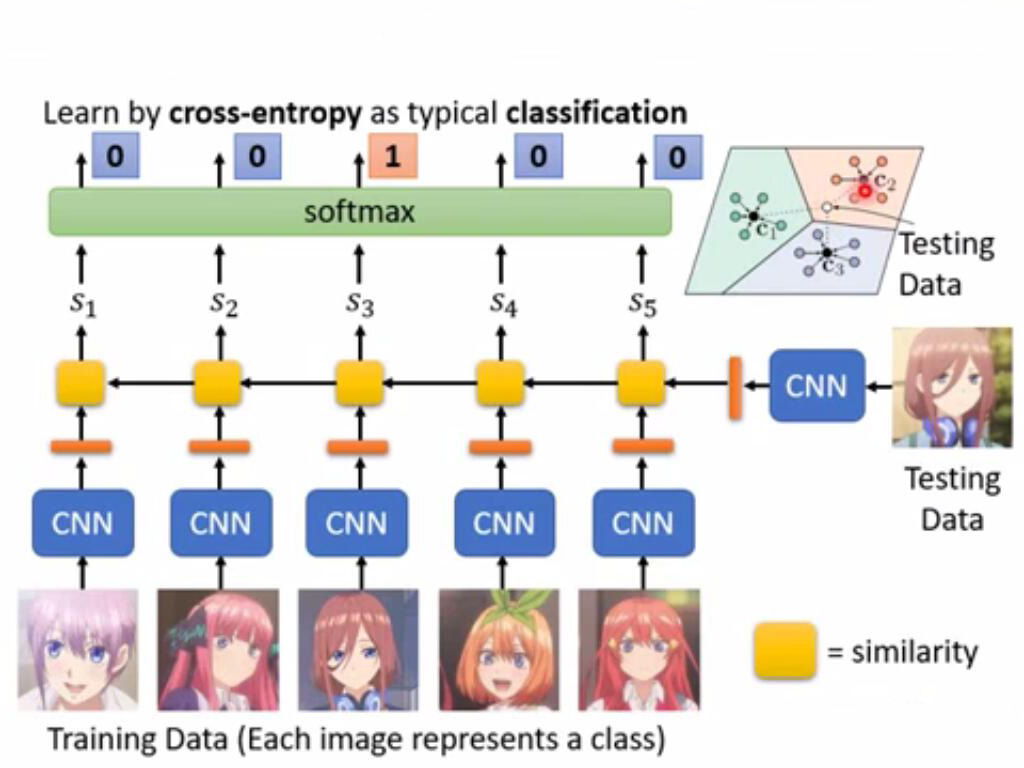 Learn by cross-entropy as typical classification
0 0 1 0 0
softmax
c₁
c₂
c₃
Testing
Data
s₁ s₂ s₃ s₄ s₅
CNN
Testing
Data
CNN CNN CNN CNN CNN
= similarity
Training Data (Each image represents a class)